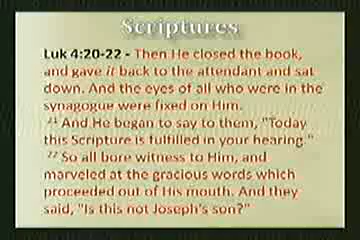 Scriptures
Luk 4:20-22 - Then He closed the book,
and gave it back to the attendant and sat
down. And the eyes of all who were in the
synagogue were fixed on Him.
21 And He began to say to them, "Today
this Scripture is fulfilled in your hearing."
22 So all bore witness to Him, and
marveled at the gracious words which
proceeded out of His mouth. And they
said, "Is this not Joseph's son?"